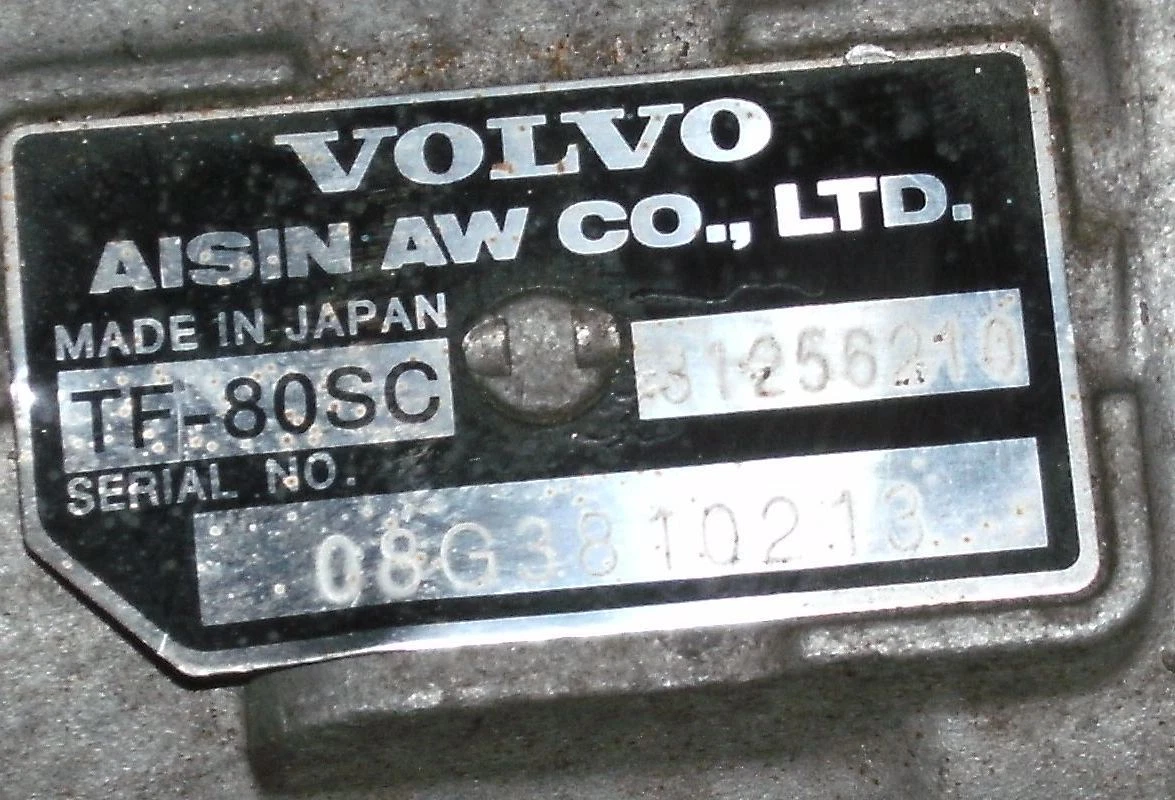 VOLVO
AISIN AW CO., LTD.
MADE IN JAPAN
TF-80SC 31256210
SERIAL NO.
08G3810213